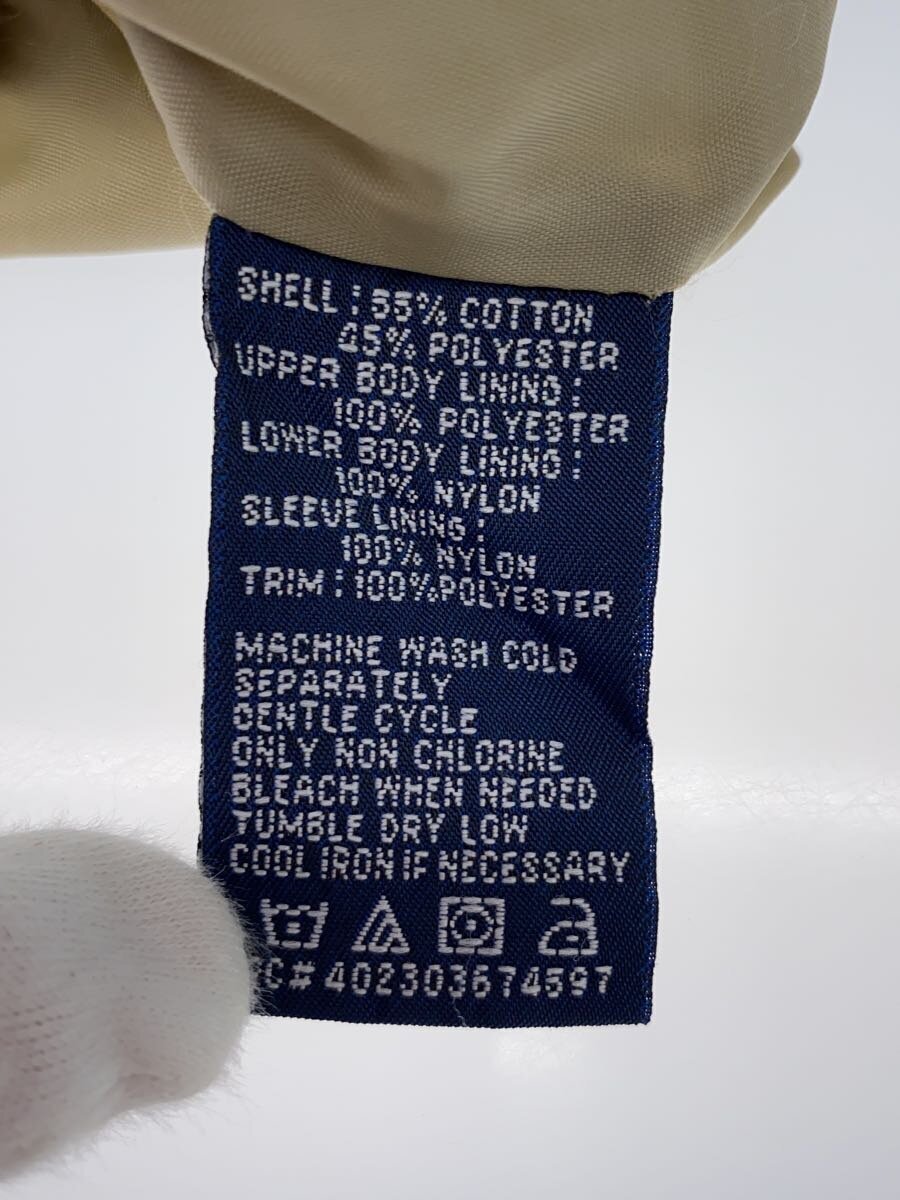 SHELL : 55% COTTON
45% POLYESTER
UPPER BODY LINING :
100% POLYESTER
LOWER BODY LINING :
100% NYLON
SLEEVE LINING :
100% NYLON
TRIM : 100%POLYESTER
MACHINE WASH COLD
SEPARATELY
GENTLE CYCLE
ONLY NON CHLORINE
BLEACH WHEN NEEDED
TUMBLE DRY LOW
COOL IRON IF NECESSARY
C# 402303674597